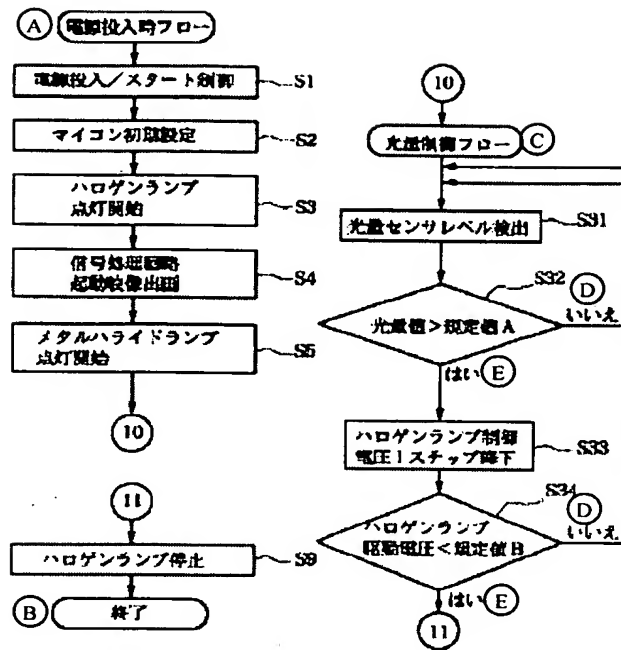 A 電源投入時フロー
電源投入／スタート制御 S1
マイコン初期設定 S2
ハロゲンランプ
点灯開始 S3
信号処理回路
起動映像出画 S4
メタルハライドランプ
点灯開始 S5
10
11
ハロゲンランプ停止 S9
B 終了
10
光量制御フロー C
光量センサレベル検出 S31
S32
光量値＞規定値A
D
いいえ
はい E
ハロゲンランプ制御
電圧1ステップ降下 S33
S34
ハロゲンランプ
駆動電圧＜規定値B
D
いいえ
はい E
11